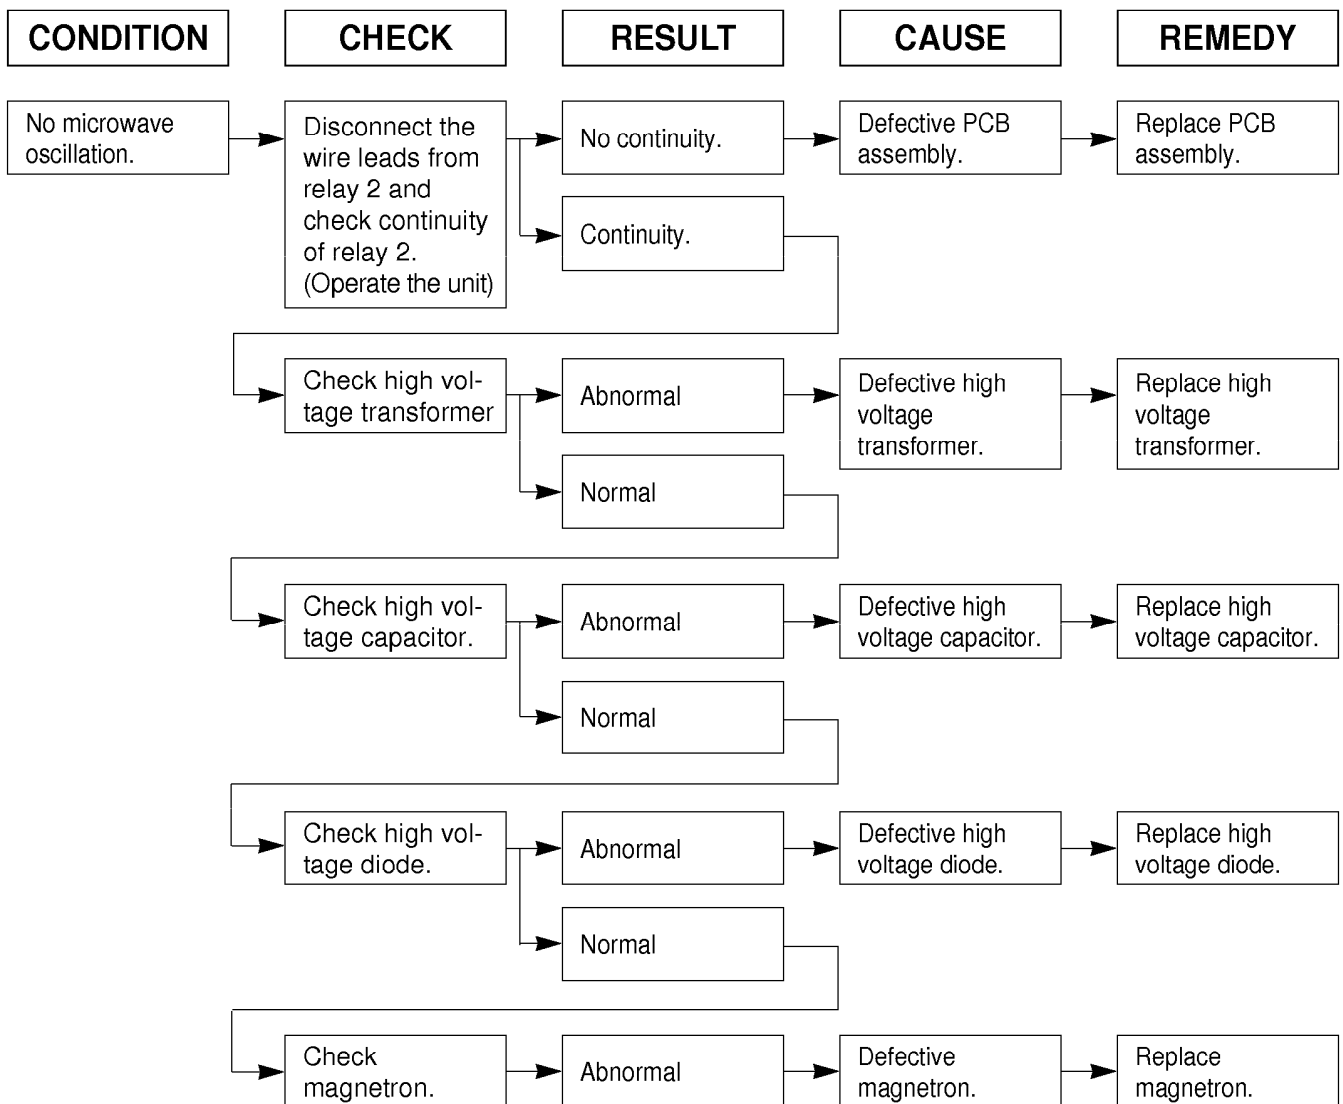 CONDITION
CHECK
RESULT
CAUSE
REMEDY
No microwave
oscillation.
Disconnect the
wire leads from
relay 2 and
check continuity
of relay 2.
(Operate the unit)
No continuity.
Defective PCB
assembly.
Replace PCB
assembly.
Continuity.
Check high vol-
tage transformer
Abnormal
Defective high
voltage
transformer.
Replace high
voltage
transformer.
Normal
Check high vol-
tage capacitor.
Abnormal
Defective high
voltage capacitor.
Replace high
voltage capacitor.
Normal
Check high vol-
tage diode.
Abnormal
Defective high
voltage diode.
Replace high
voltage diode.
Normal
Check
magnetron.
Abnormal
Defective
magnetron.
Replace
magnetron.